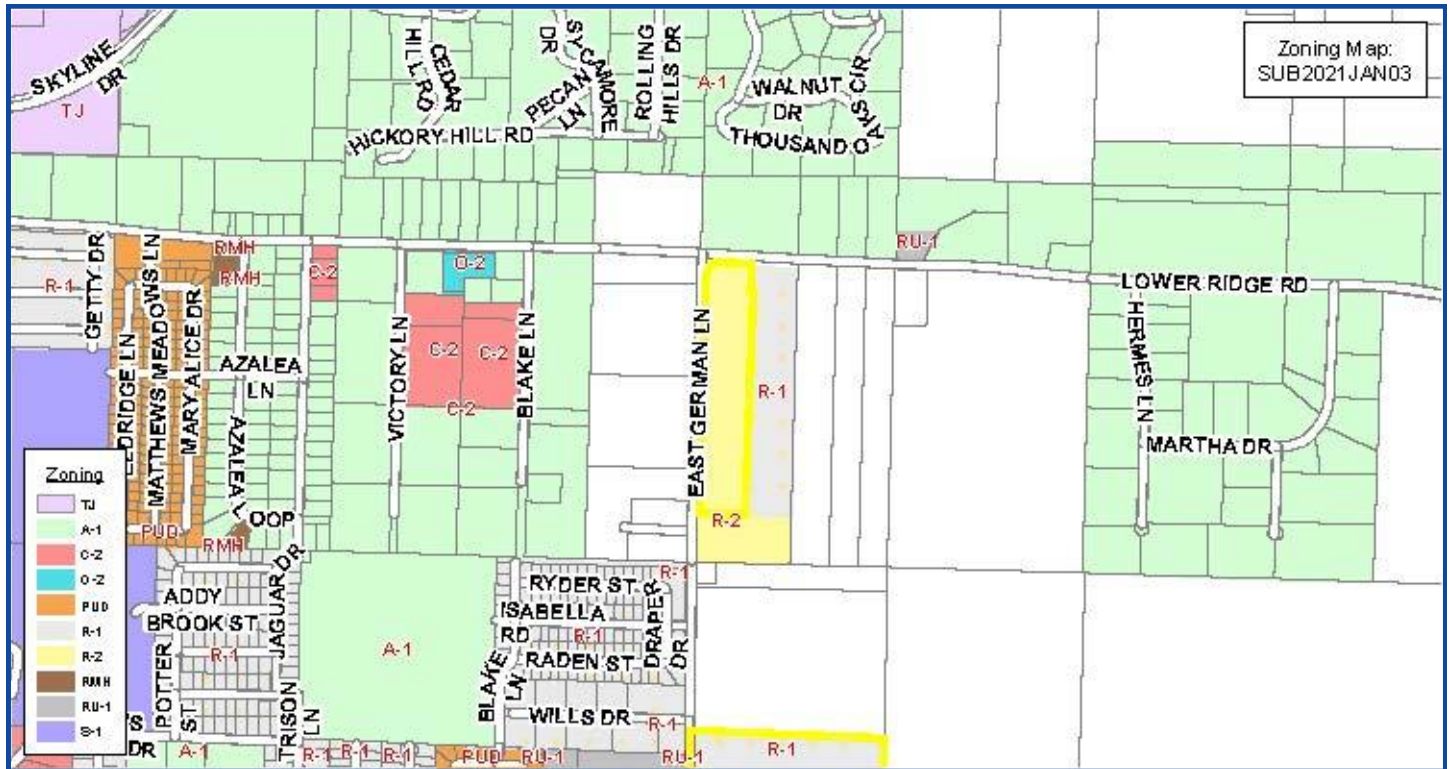 Zoning Map:
SUB2021JAN03
SKYLINE
DR
TJ
CEDAR
HILL RD
SYCAMORE
DR
PECAN
LN
ROLLING
HILLS DR
HICKORY HILL RD
A-1
WALNUT
DR
THOUSAND OAKS CIR
LOWER RIDGE RD
GETTY DR
R-1
ELDRIDGE LN
MATTHEWS MEADOWS LN
MARY ALICE DR
RMH
RMH
C-2
AZALEA
LN
AZALEA LOOP
VICTORY LN
O-2
C-2
C-2
C-2
BLAKE LN
EAST GERMAN LN
R-1
R-2
RU-1
HERMES LN
MARTHA DR
PUD
RMH
JAGUAR DR
ADDY
BROOK ST
R-1
POTTER
ST
TRISON
LN
A-1
BLAKE
LN
ISABELLA
RD
RYDER ST
R-1
R-1
RADEN ST
DRAPER
DR
WILLS DR
R-1
R-1
DR
A-1
R-1
R-1
R-1
PUD
RU-1
RU-1
Zoning
TJ
A-1
C-2
O-2
PUD
R-1
R-2
RMH
RU-1
S-1